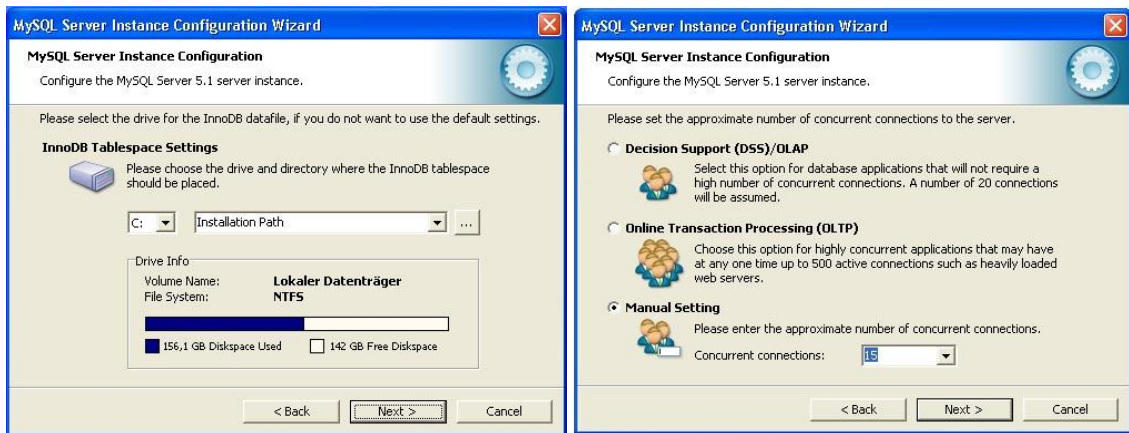 MySQL Server Instance Configuration Wizard
MySQL Server Instance Configuration
Configure the MySQL Server 5.1 server instance.
Please select the drive for the InnoDB datafile, if you do not want to use the default settings.
InnoDB Tablespace Settings
Please choose the drive and directory where the InnoDB tablespace
should be placed.
C: Installation Path ...
Drive Info
Volume Name: Lokaler Datenträger
File System: NTFS
156,1 GB Diskspace Used 142 GB Free Diskspace
< Back Next > Cancel
MySQL Server Instance Configuration Wizard
MySQL Server Instance Configuration
Configure the MySQL Server 5.1 server instance.
Please set the approximate number of concurrent connections to the server.
Decision Support (DSS)/OLAP
Select this option for database applications that will not require a
high number of concurrent connections. A number of 20 connections
will be assumed.
Online Transaction Processing (OLTP)
Choose this option for highly concurrent applications that may have
at any one time up to 500 active connections such as heavily loaded
web servers.
Manual Setting
Please enter the approximate number of concurrent connections.
Concurrent connections: 15
< Back Next > Cancel